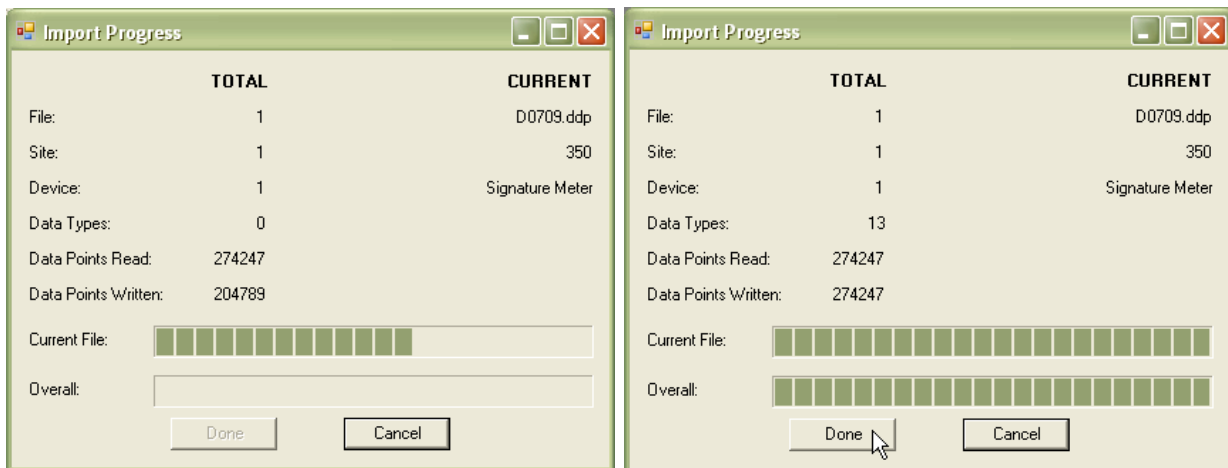 Import Progress
TOTAL CURRENT
File: 1 D0709.ddp
Site: 1 350
Device: 1 Signature Meter
Data Types: 0
Data Points Read: 274247
Data Points Written: 204789
Current File:
Overall:
Done Cancel
Import Progress
TOTAL CURRENT
File: 1 D0709.ddp
Site: 1 350
Device: 1 Signature Meter
Data Types: 13
Data Points Read: 274247
Data Points Written: 274247
Current File:
Overall:
Done Cancel